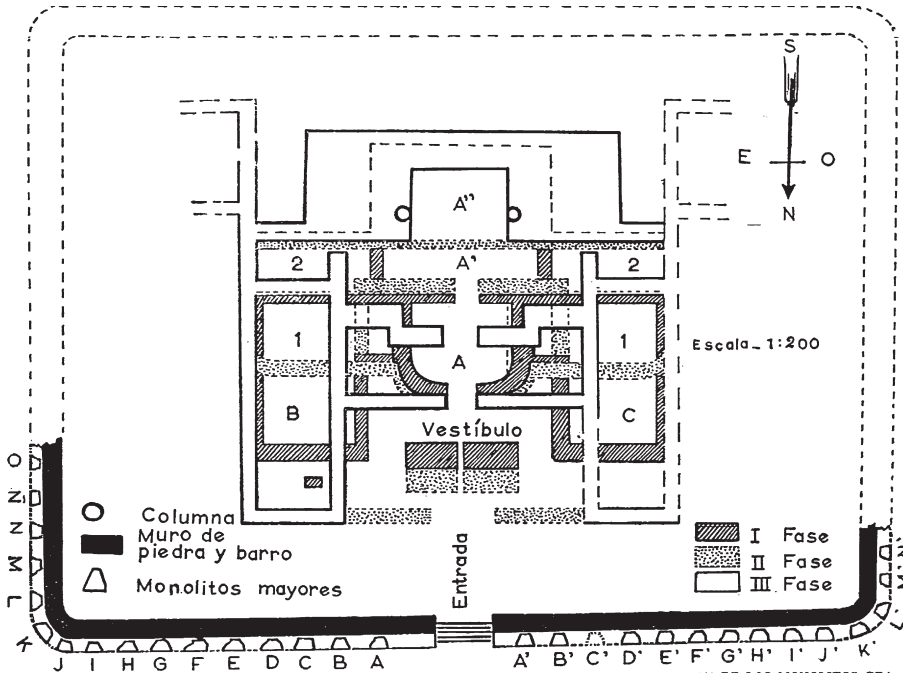 S
E O
N
A"
2 A' 2
1 1
Escala_1:200
A
B C
Vestíbulo
O
N
Ñ
N
M
L
K
Columna
Muro de
piedra y barro
Monolitos mayores
Entrada
I Fase
II Fase
III Fase
N'
M'
L'
K'
J I H G F E D C B A
A' B' C' D' E' F' G' H' I' J'